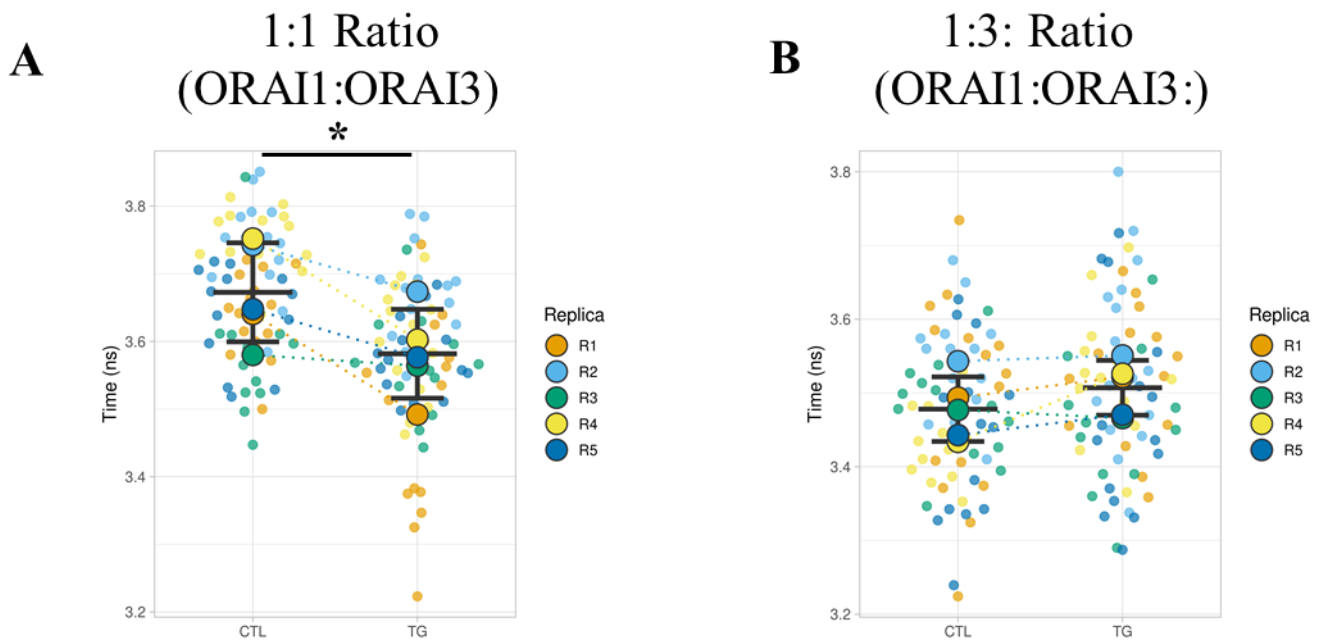 A
1:1 Ratio
(ORAI1:ORAI3)
*
Time (ns)
3.8
3.6
3.4
3.2
CTL
TG
Replica
R1
R2
R3
R4
R5
B
1:3: Ratio
(ORAI1:ORAI3:)
Time (ns)
3.8
3.6
3.4
3.2
CTL
TG
Replica
R1
R2
R3
R4
R5